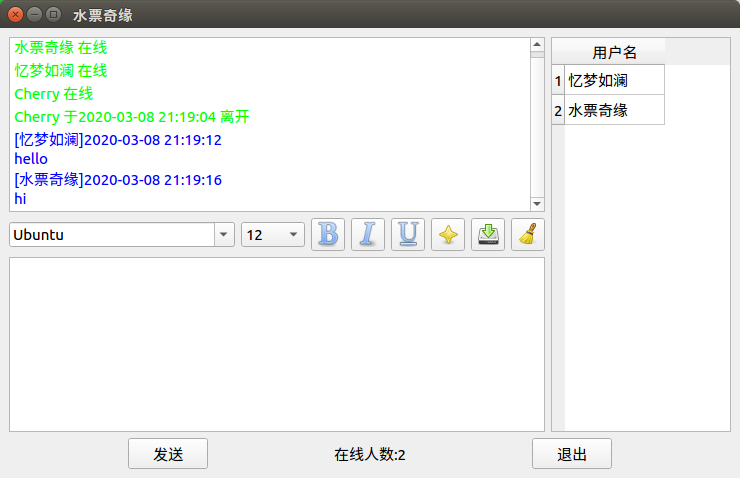 水票奇缘
水票奇缘 在线
忆梦如澜 在线
Cherry 在线
Cherry 于2020-03-08 21:19:04 离开
[忆梦如澜]2020-03-08 21:19:12
hello
[水票奇缘]2020-03-08 21:19:16
hi
用户名
1 忆梦如澜
2 水票奇缘
Ubuntu 12 B I U
发送 在线人数:2 退出